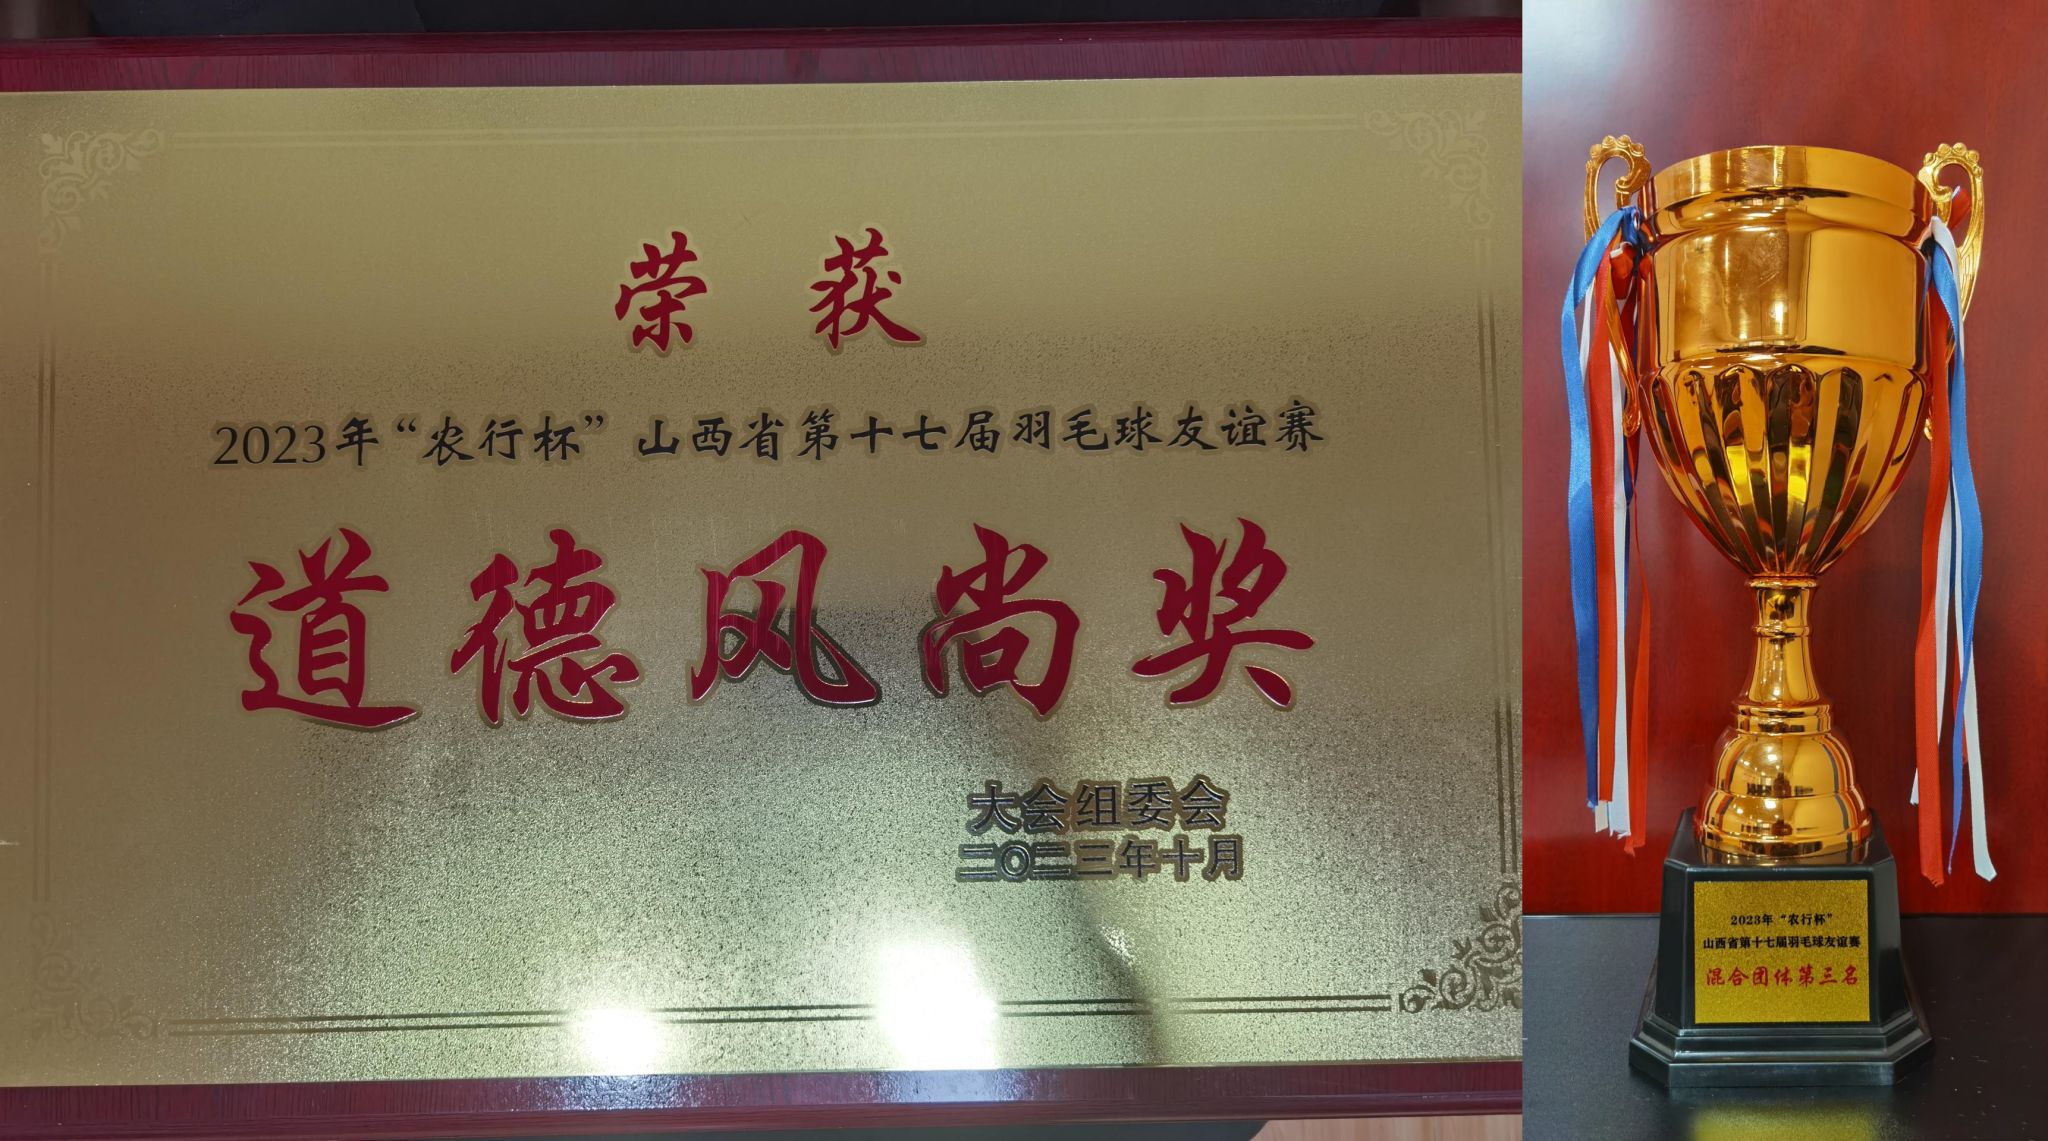 荣获
2023年“农行杯”山西省第十七届羽毛球友谊赛
道德风尚奖
大会组委会
二〇二三年十月
2023年“农行杯”
山西省第十七届羽毛球友谊赛
混合团体第三名